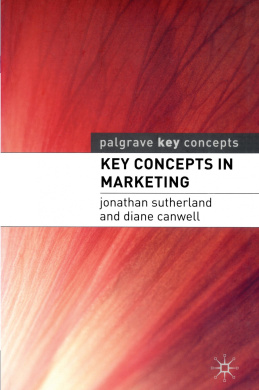 palgrave key concepts
KEY CONCEPTS IN
MARKETING
jonathan sutherland
and diane canwell